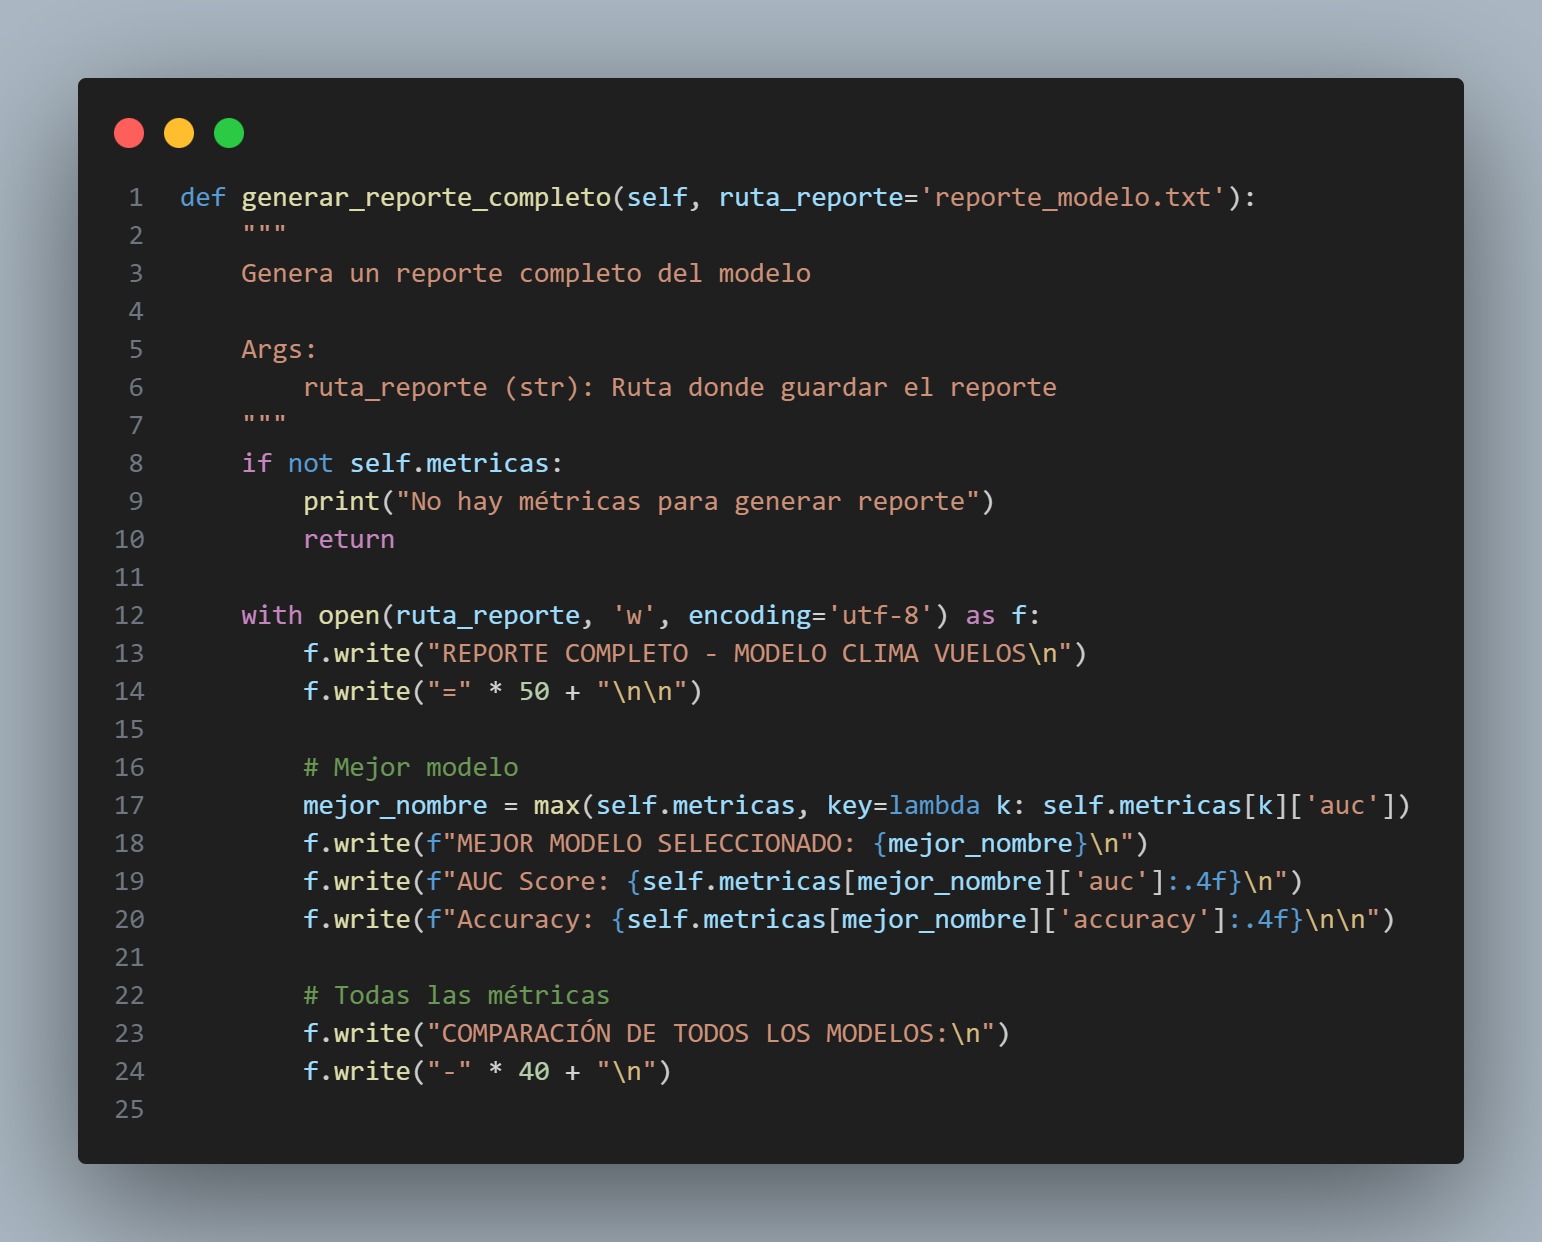 1 def generar_reporte_completo(self, ruta_reporte='reporte_modelo.txt'):
2     """
3     Genera un reporte completo del modelo
4
5     Args:
6         ruta_reporte (str): Ruta donde guardar el reporte
7     """
8     if not self.metricas:
9         print("No hay métricas para generar reporte")
10         return
11
12     with open(ruta_reporte, 'w', encoding='utf-8') as f:
13         f.write("REPORTE COMPLETO - MODELO CLIMA VUELOS\n")
14         f.write("=" * 50 + "\n\n")
15
16         # Mejor modelo
17         mejor_nombre = max(self.metricas, key=lambda k: self.metricas[k]['auc'])
18         f.write(f"MEJOR MODELO SELECCIONADO: {mejor_nombre}\n")
19         f.write(f"AUC Score: {self.metricas[mejor_nombre]['auc']:.4f}\n")
20         f.write(f"Accuracy: {self.metricas[mejor_nombre]['accuracy']:.4f}\n\n")
21
22         # Todas las métricas
23         f.write("COMPARACIÓN DE TODOS LOS MODELOS:\n")
24         f.write("-" * 40 + "\n")
25